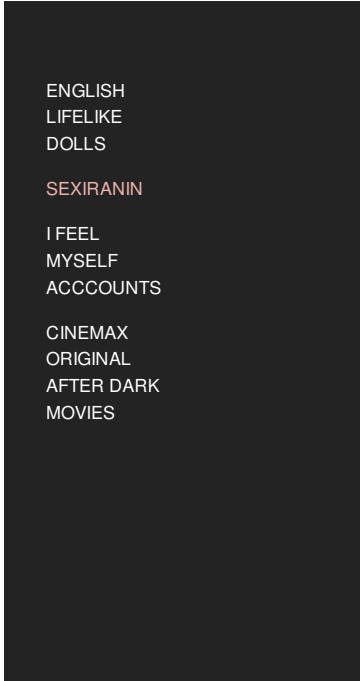 ENGLISH
LIFELIKE
DOLLS
SEXIRANIN
I FEEL
MYSELF
ACCCOUNTS
CINEMAX
ORIGINAL
AFTER DARK
MOVIES